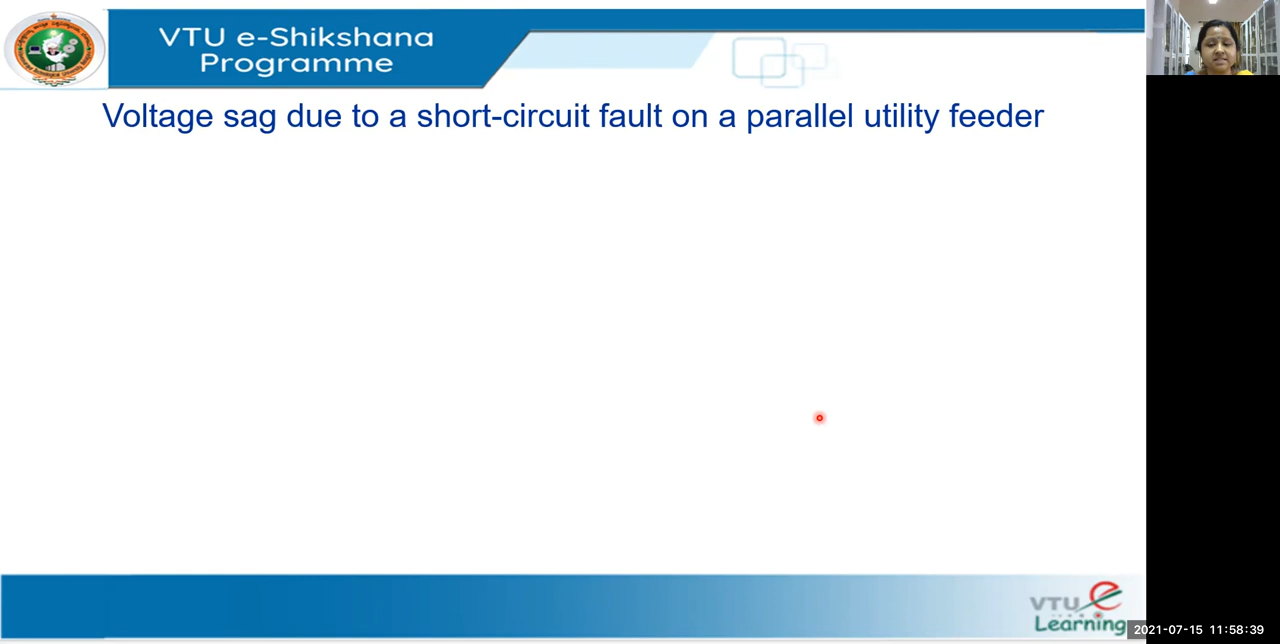 VTU e-Shikshana
Programme
Voltage sag due to a short-circuit fault on a parallel utility feeder
VTU
Learning
2021-07-15 11:58:39